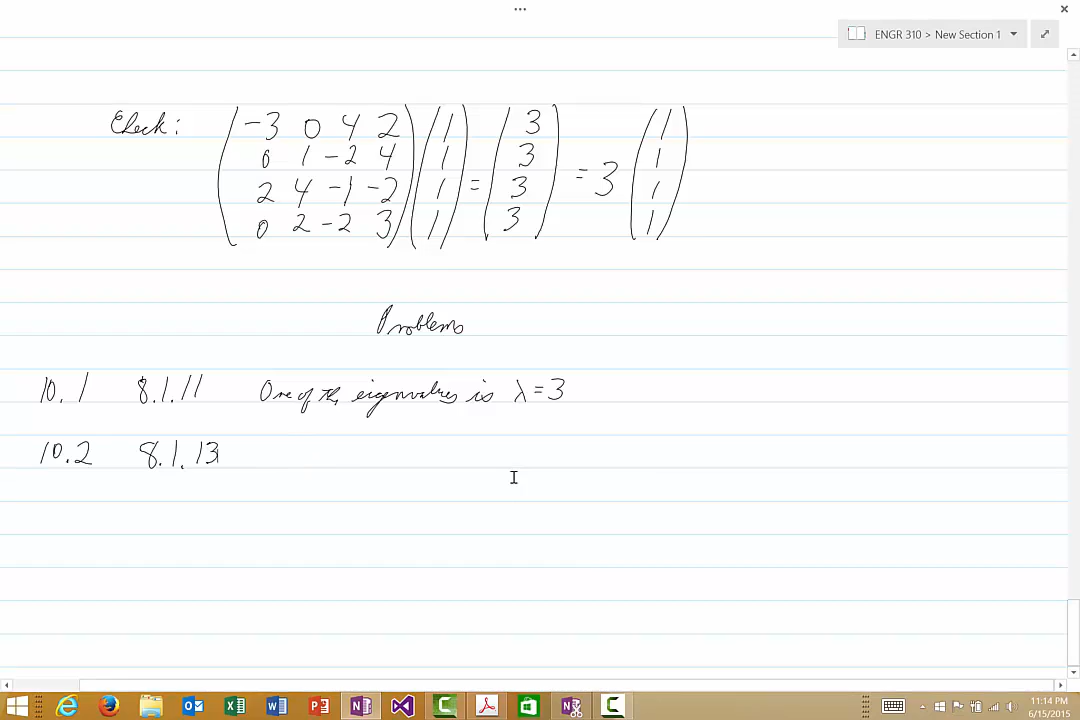 ...
ENGR 310 > New Section 1
Check: (-3 0 4 2) (1) (3) (1)
0 1 -2 4 1 3 1
2 4 -1 -2 1 = 3 = 3 1
0 2 -2 3 1 3 1
Problems
10.1 8.1.11 One of the eigenvalues is λ=3
10.2 8.1.13
11:14 PM
6/15/2015